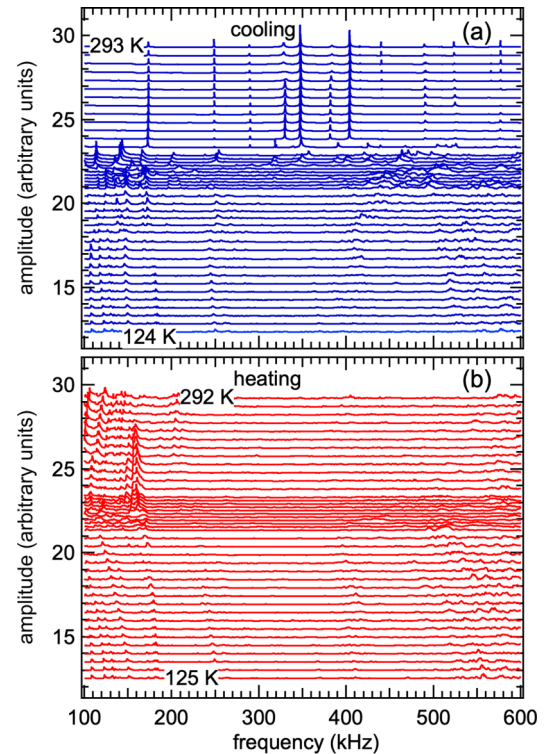 30
293 K
cooling
(a)
25
amplitude (arbitrary units)
20
15
124 K
30
292 K
heating
(b)
25
amplitude (arbitrary units)
20
15
125 K
100 200 300 400 500 600
frequency (kHz)